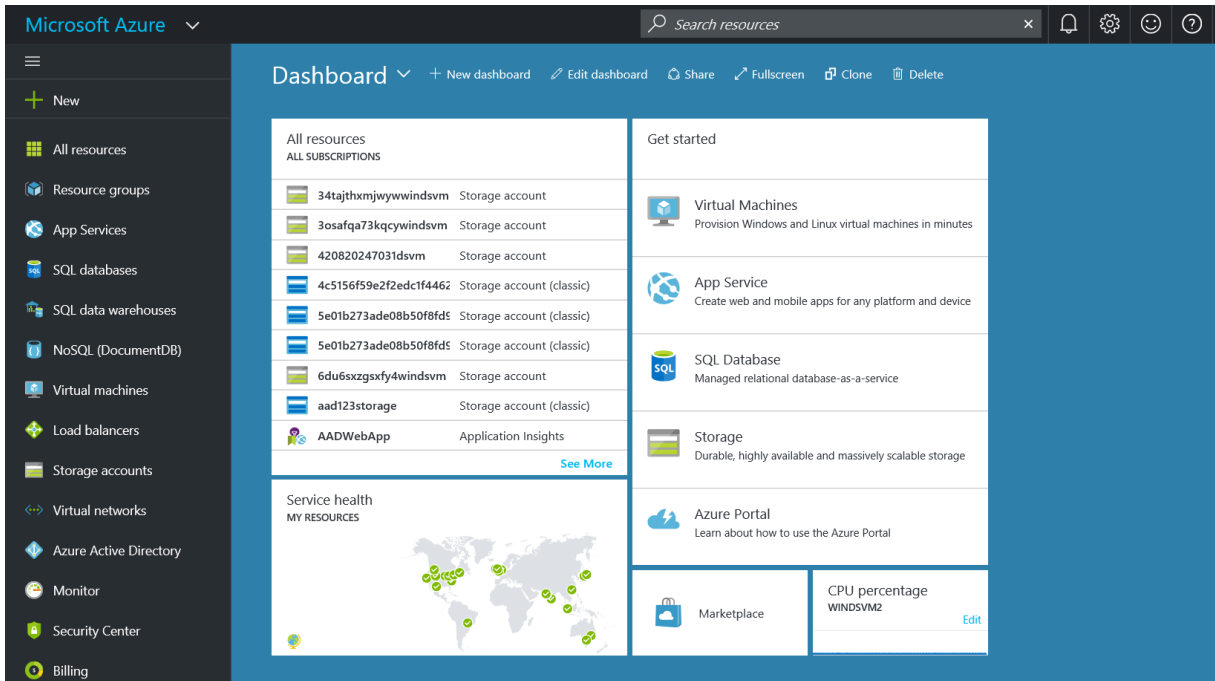 Microsoft Azure
Search resources
New
All resources
Resource groups
App Services
SQL databases
SQL data warehouses
NoSQL (DocumentDB)
Virtual machines
Load balancers
Storage accounts
Virtual networks
Azure Active Directory
Monitor
Security Center
Billing
Dashboard
New dashboard
Edit dashboard
Share
Fullscreen
Clone
Delete
All resources
ALL SUBSCRIPTIONS
34tajthxmjwywwindsvm Storage account
3osafqa73kqcywindsvm Storage account
420820247031dsvm Storage account
4c5156f59e2f2edc1f4462 Storage account (classic)
5e01b273ade08b50f8fd9 Storage account (classic)
5e01b273ade08b50f8fd9 Storage account (classic)
6du6sxzgsxfy4windsvm Storage account
aad123storage Storage account (classic)
AADWebApp Application Insights
See More
Service health
MY RESOURCES
Get started
Virtual Machines
Provision Windows and Linux virtual machines in minutes
App Service
Create web and mobile apps for any platform and device
SQL
SQL Database
Managed relational database-as-a-service
Storage
Durable, highly available and massively scalable storage
Azure Portal
Learn about how to use the Azure Portal
Marketplace
CPU percentage
WINDSVM2
Edit